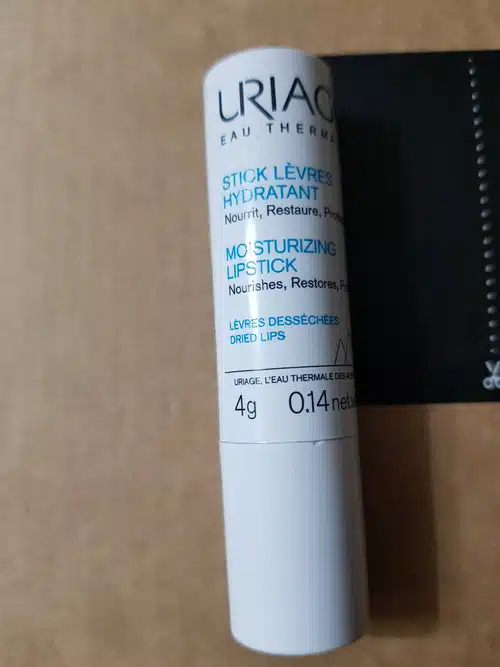 URIAG
EAU THERMA
STICK LÈVRES
HYDRATANT
Nourrit, Restaure,
MOISTURIZING
LIPSTICK
Nourishes, Restores,
LÈVRES DESSÉCHÉES
DRIED LIPS
URIAGE, L'EAU THERMALE DES
4g 0.14 net